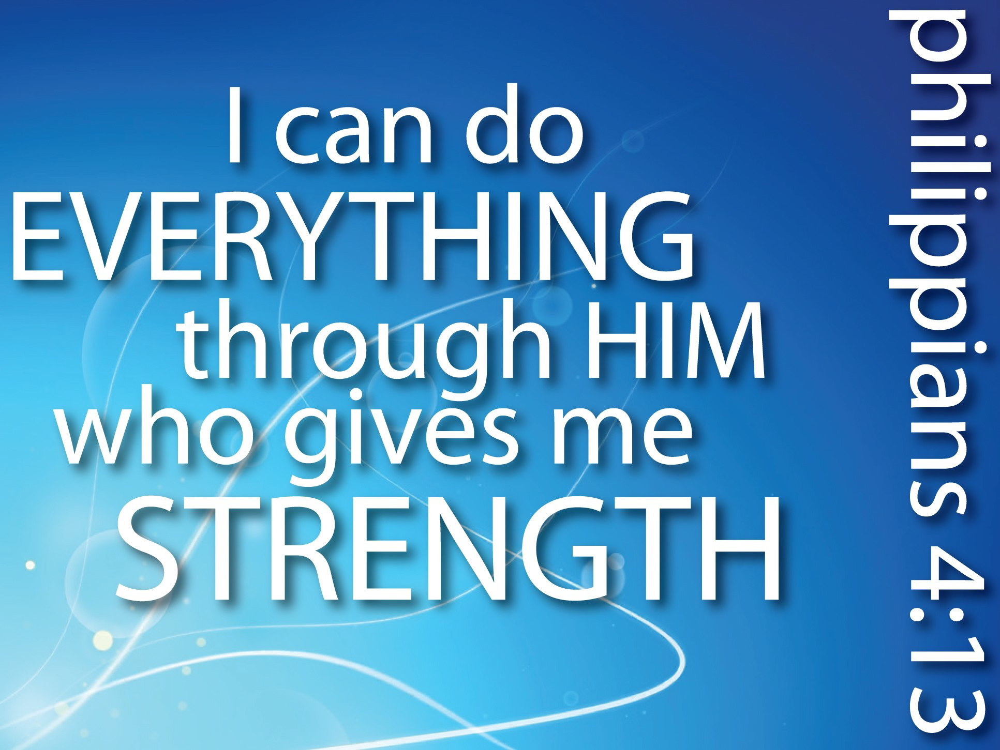 I can do
EVERYTHING
through HIM
who gives me
STRENGTH
philippians 4:13